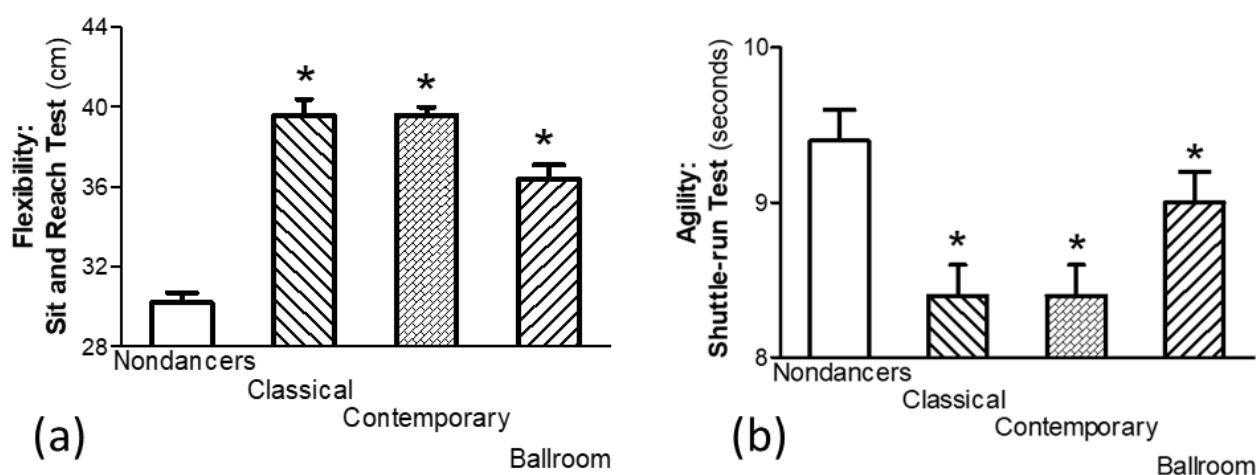 Flexibility:
Sit and Reach Test (cm)
44
40
36
32
28
*
*
*
Nondancers
Classical
Contemporary
Ballroom
(a)
Agility:
Shuttle-run Test (seconds)
10
9
8
*
*
*
Nondancers
Classical
Contemporary
Ballroom
(b)